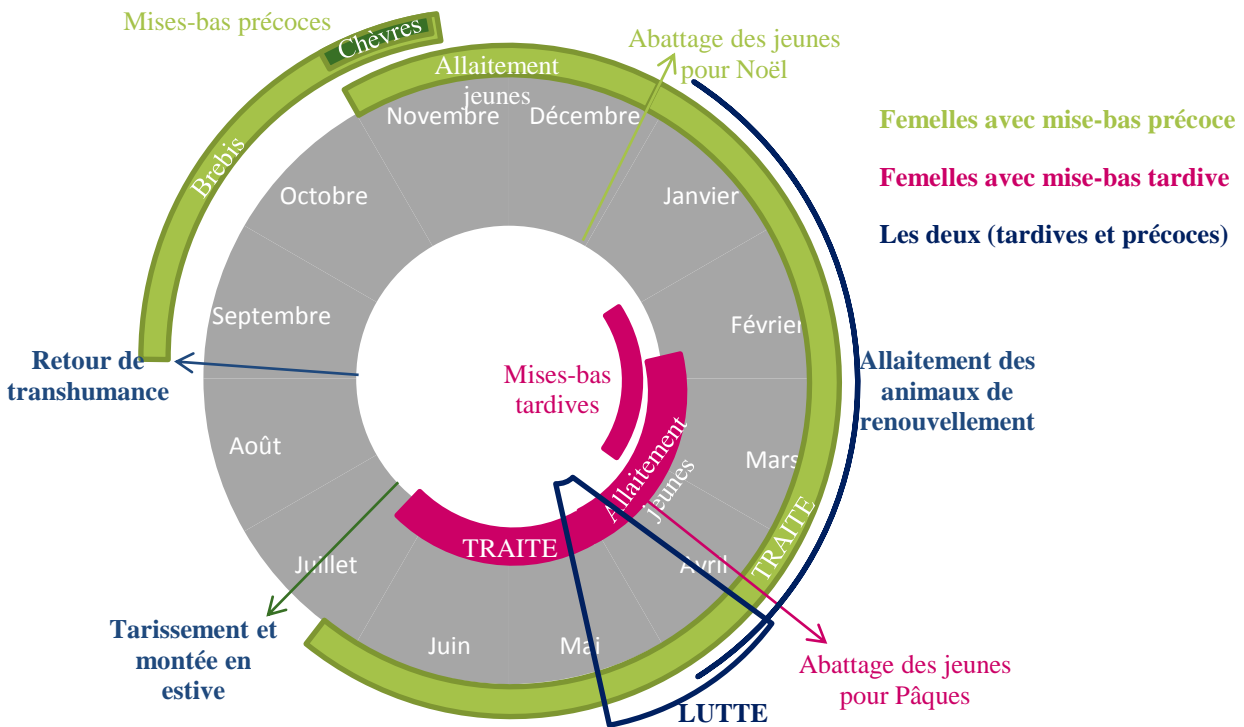 Mises-bas précoces
Chèvres
Brebis
Allaitement
jeunes
Abattage des jeunes
pour Noël
Novembre
Décembre
Octobre
Janvier
Septembre
Février
Août
Mars
Juillet
Avril
Juin
Mai
Femelles avec mise-bas précoce
Femelles avec mise-bas tardive
Les deux (tardives et précoces)
Retour de
transhumance
Mises-bas
tardives
Allaitement des
animaux de
renouvellement
Allaitement
jeunes
TRAITE
TRAITE
Tarissement et
montée en
estive
Abattage des jeunes
pour Pâques
LUTTE